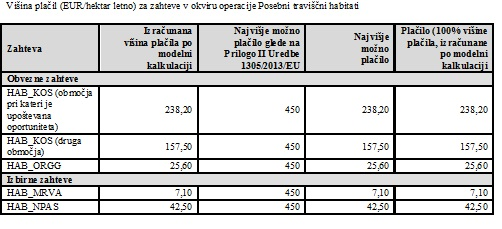 Višina plačil (EUR/hektar letno) za zahteve v okviru operacije Posebni traviščni habitati
Zahteva
Izračunana
višina plačila po
modelni
kalkulaciji
Najvišje možno
plačilo glede na
Prilogo II Uredbe
1305/2013/EU
Najvišje
možno
plačilo
Plačilo (100% višine
plačila, izračunane
po modelni
kalkulaciji
Obvezne zahteve
HAB_KOS (območja
pri kateri je
upoštevana
oportuniteta)
238,20
450
238,20
238,20
HAB_KOS (druga
območja)
157,50
450
157,50
157,50
HAB_ORGG
25,60
450
25,60
25,60
Izbirne zahteve
HAB_MRVA
7,10
450
7,10
7,10
HAB_NPAS
42,50
450
42,50
42,50